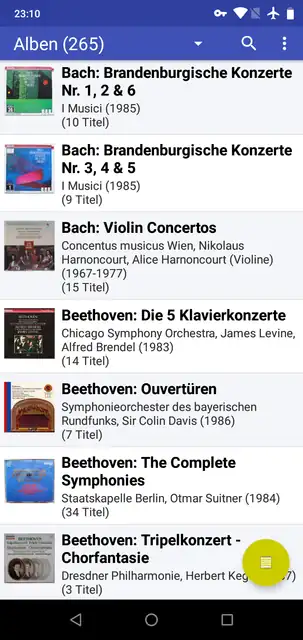 23:10
Alben (265)
Bach: Brandenburgische Konzerte
Nr. 1, 2 & 6
I Musici (1985)
(10 Titel)
Bach: Brandenburgische Konzerte
Nr. 3, 4 & 5
I Musici (1985)
(9 Titel)
Bach: Violin Concertos
Concentus musicus Wien, Nikolaus
Harnoncourt, Alice Harnoncourt (Violine)
(1967-1977)
(15 Titel)
Beethoven: Die 5 Klavierkonzerte
Chicago Symphony Orchestra, James Levine,
Alfred Brendel (1983)
(14 Titel)
Beethoven: Ouvertüren
Symphonieorchester des bayerischen
Rundfunks, Sir Colin Davis (1986)
(7 Titel)
Beethoven: The Complete
Symphonies
Staatskapelle Berlin, Otmar Suitner (1984)
(34 Titel)
Beethoven: Tripelkonzert -
Chorfantasie
Dresdner Philharmonie, Herbert
(3 Titel)